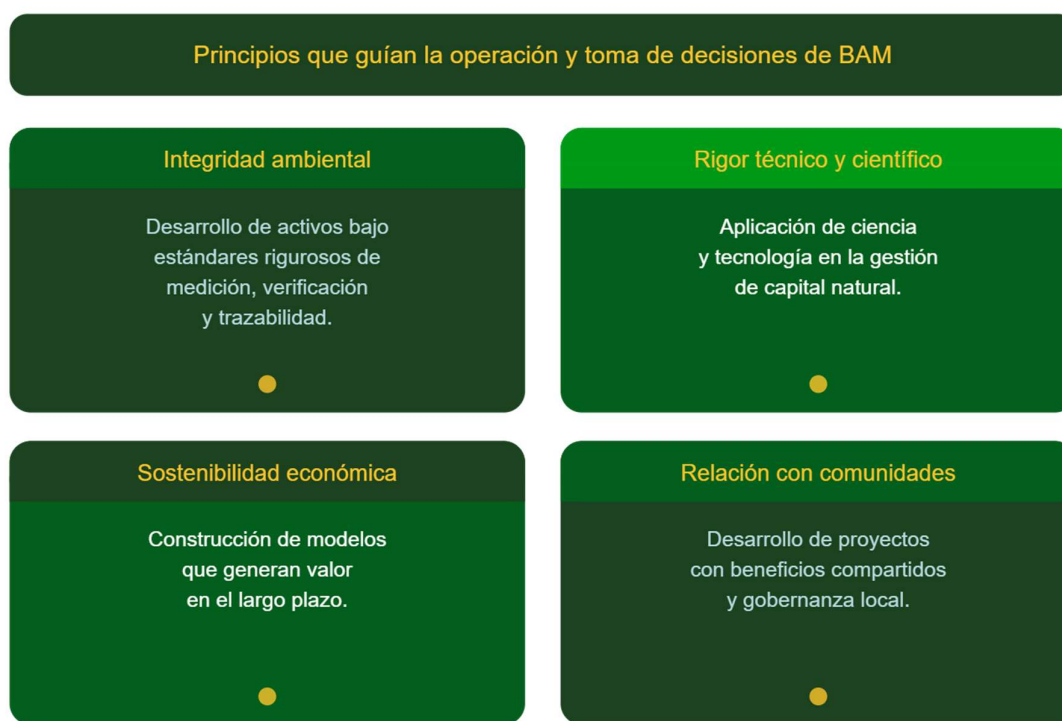 Principios que guían la operación y toma de decisiones de BAM
Integridad ambiental
Desarrollo de activos bajo
estándares rigurosos de
medición, verificación
y trazabilidad.
Rigor técnico y científico
Aplicación de ciencia
y tecnología en la gestión
de capital natural.
Sostenibilidad económica
Construcción de modelos
que generan valor
en el largo plazo.
Relación con comunidades
Desarrollo de proyectos
con beneficios compartidos
y gobernanza local.